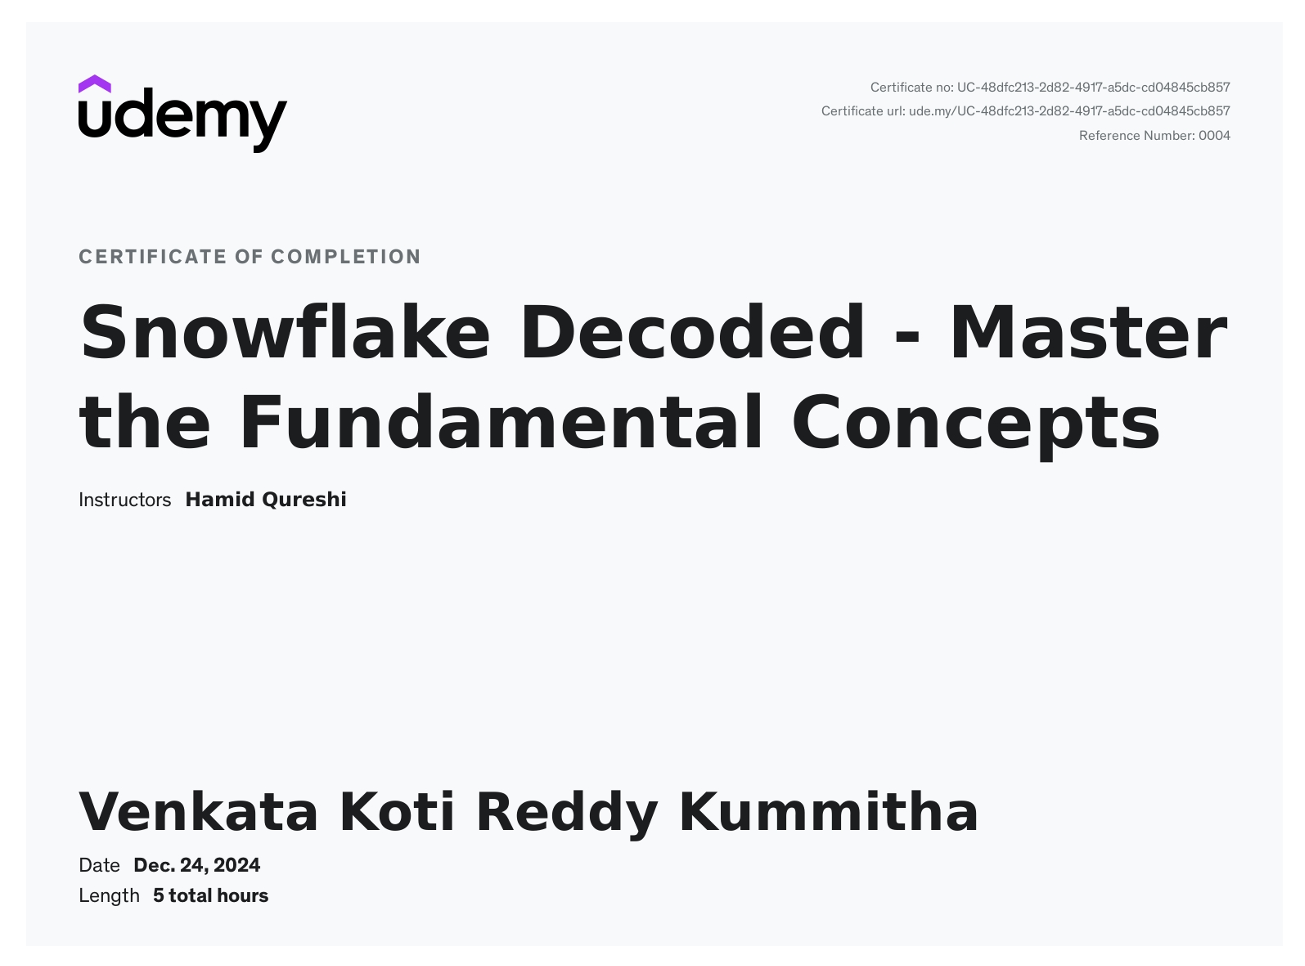 udemy
Certificate no: UC-48dfc213-2d82-4917-a5dc-cd04845cb857
Certificate url: ude.my/UC-48dfc213-2d82-4917-a5dc-cd04845cb857
Reference Number: 0004
CERTIFICATE OF COMPLETION
Snowflake Decoded - Master
the Fundamental Concepts
Instructors Hamid Qureshi
Venkata Koti Reddy Kummitha
Date Dec. 24, 2024
Length 5 total hours